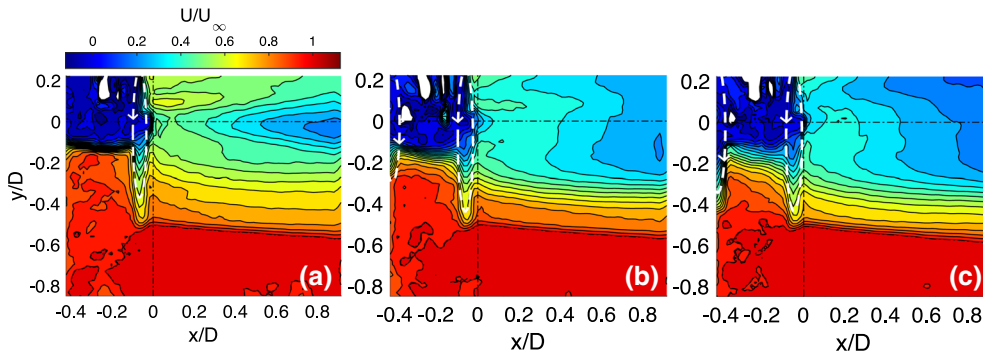 U/U∞
0 0.2 0.4 0.6 0.8 1
0.2 0.2 0.2
0 0 0
-0.2 -0.2 -0.2
y/D
-0.4 -0.4 -0.4
-0.6 -0.6 -0.6
-0.8 (a) -0.8 (b) -0.8 (c)
-0.4 -0.2 0 0.2 0.4 0.6 0.8 -0.4 -0.2 0 0.2 0.4 0.6 0.8 -0.4 -0.2 0 0.2 0.4 0.6 0.8
x/D x/D x/D